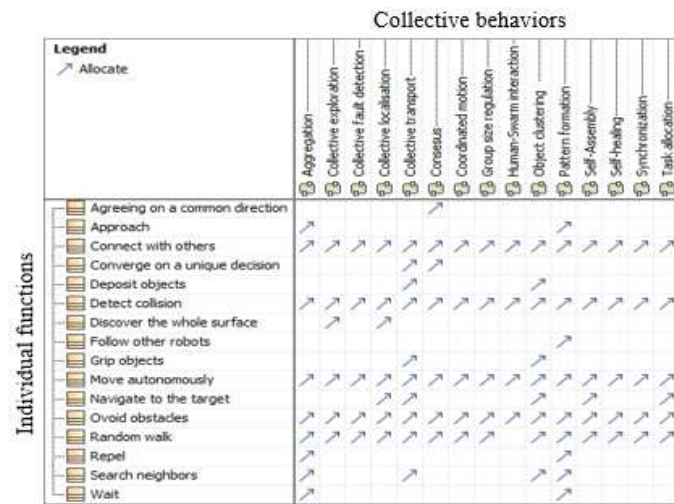 Collective behaviors
Legend
Allocate
Aggregation
Collective exploration
Collective fault detection
Collective localisation
Collective transport
Consesus
Coordinated motion
Group size regulation
Human-Swarm interaction
Object clustering
Pattern formation
Self-Assembly
Self-healing
Synchronization
Task allocation
Individual functions
Agreeing on a common direction
Approach
Connect with others
Converge on a unique decision
Deposit objects
Detect collision
Discover the whole surface
Follow other robots
Grip objects
Move autonomously
Navigate to the target
Ovoid obstacles
Random walk
Repel
Search neighbors
Wait